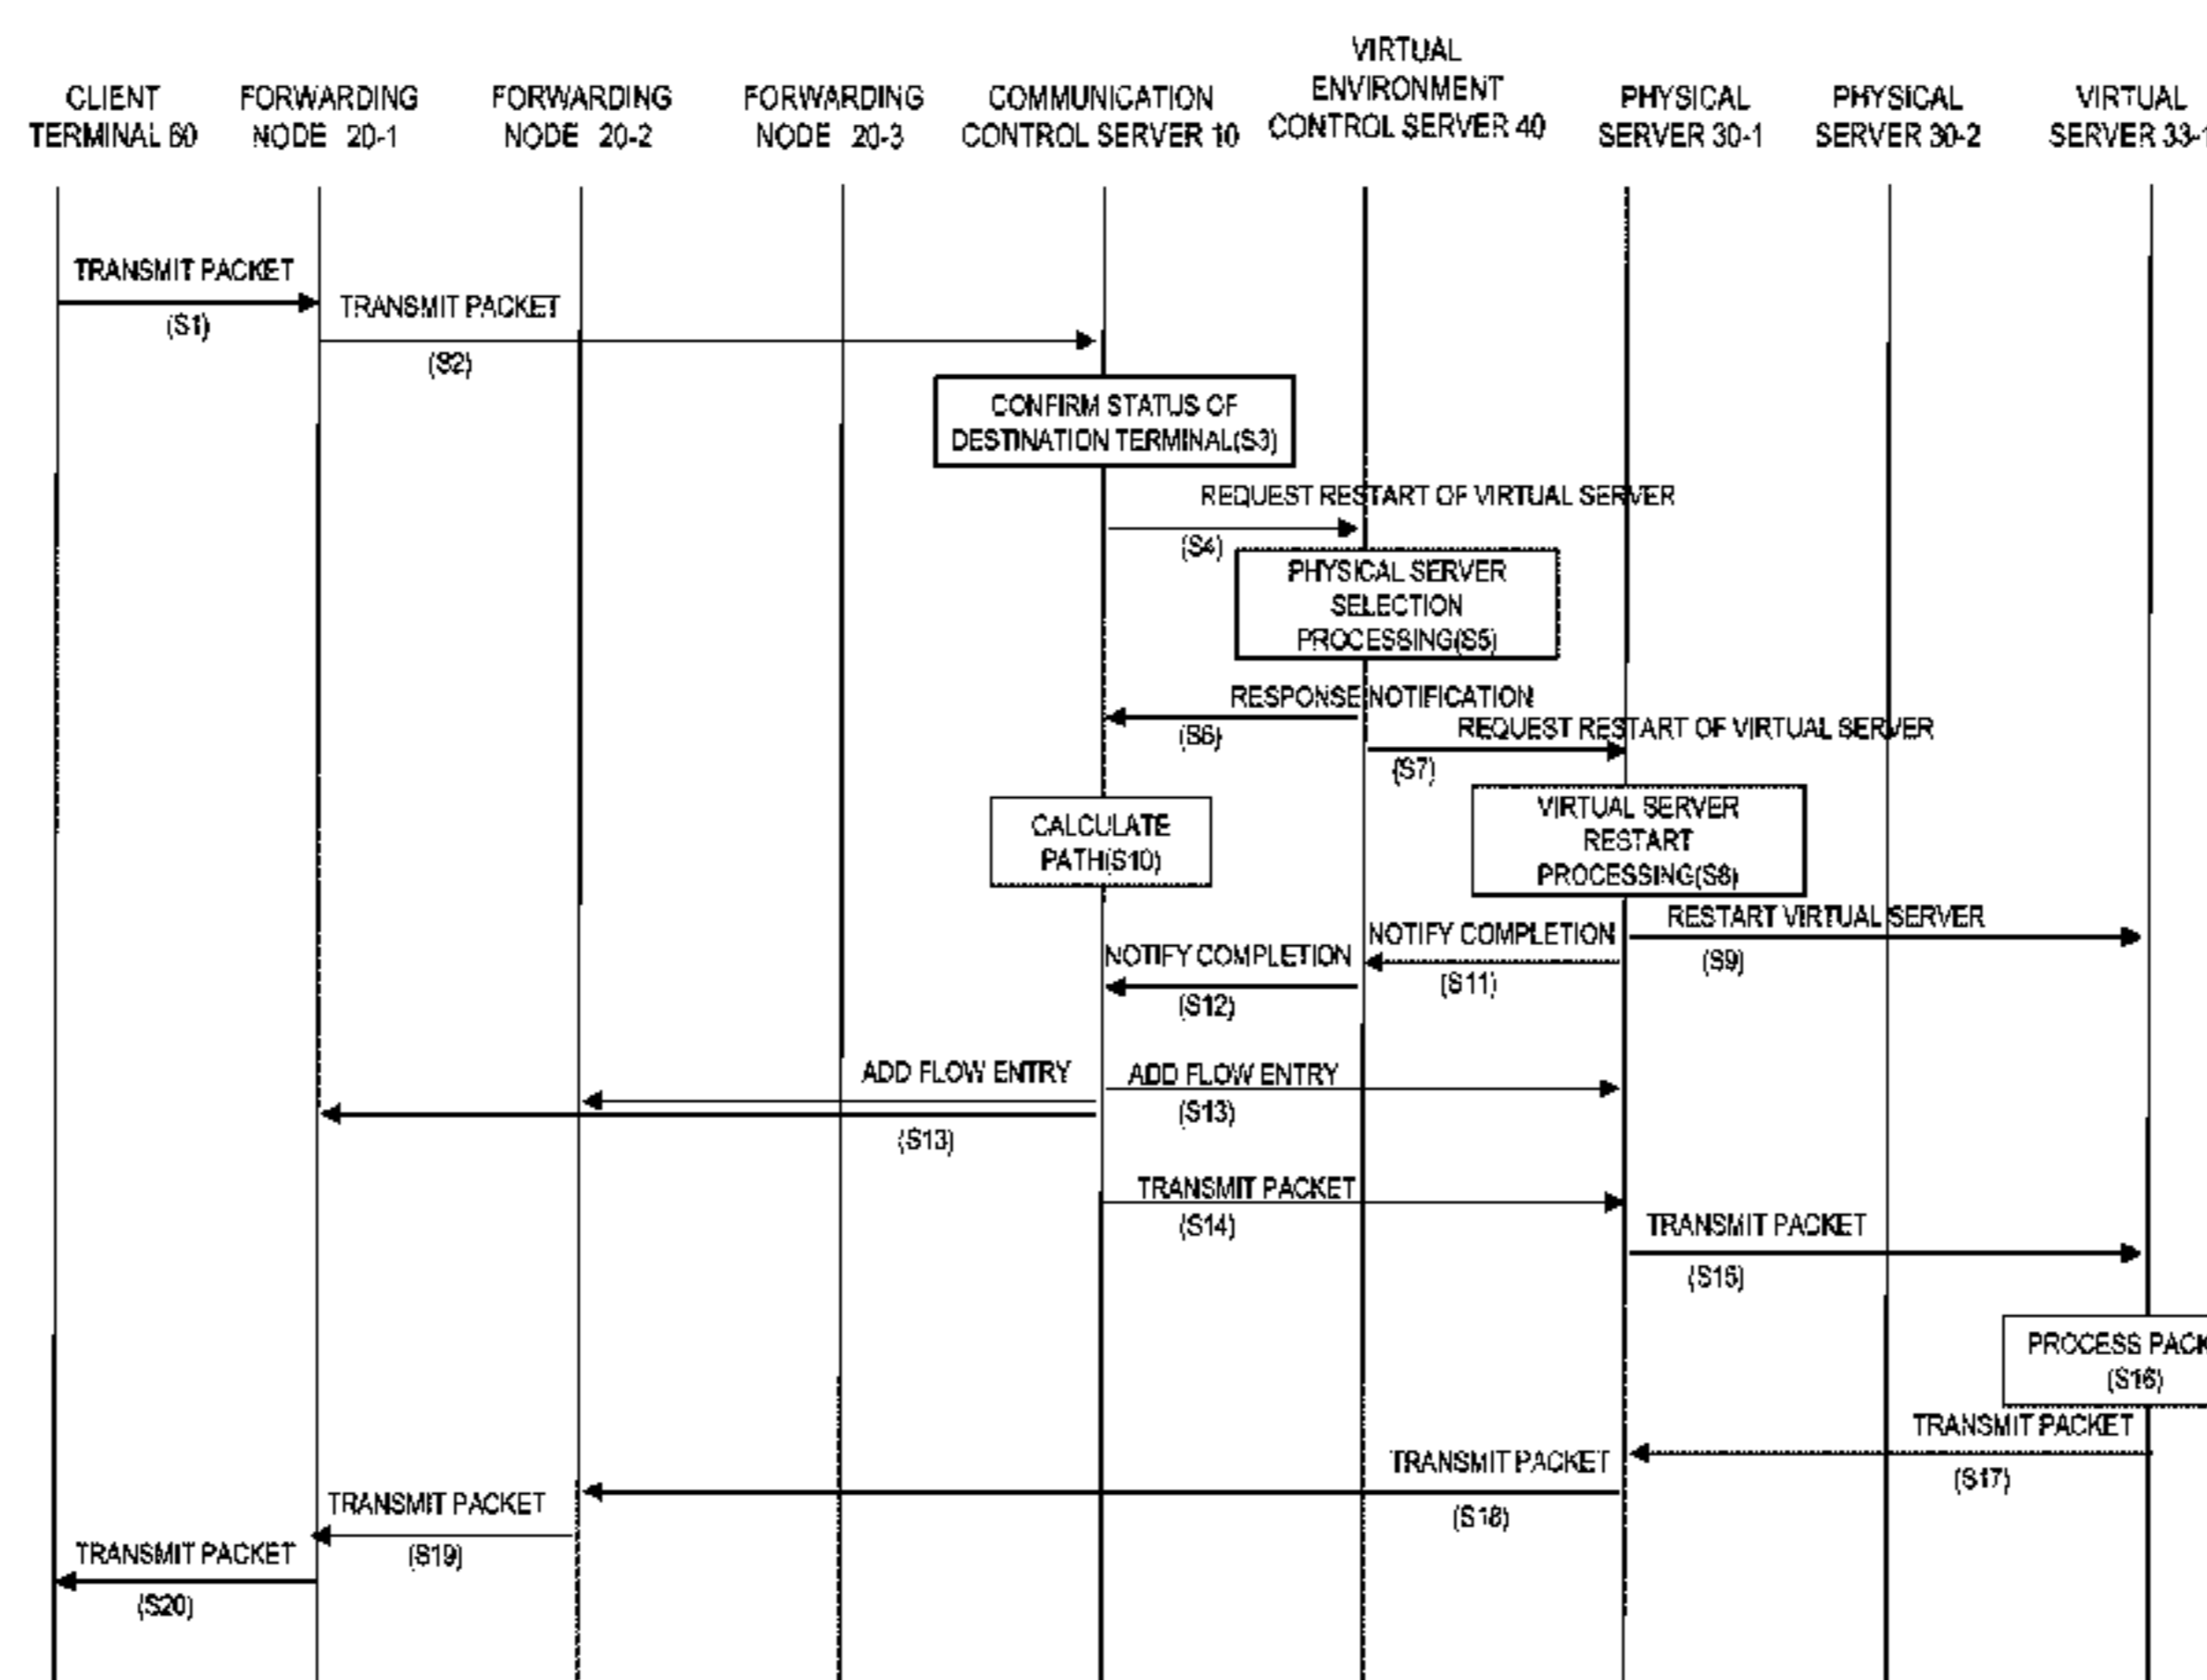 CLIENT
TERMINAL 60
FORWARDING
NODE 20-1
FORWARDING
NODE 20-2
FORWARDING
NODE 20-3
COMMUNICATION
CONTROL SERVER 10
VIRTUAL
ENVIRONMENT
CONTROL SERVER 40
PHYSICAL
SERVER 30-1
PHYSICAL
SERVER 30-2
VIRTUAL
SERVER 33-1
TRANSMIT PACKET
(S1)
TRANSMIT PACKET
(S2)
CONFIRM STATUS OF
DESTINATION TERMINAL(S3)
REQUEST RESTART OF VIRTUAL SERVER
(S4)
PHYSICAL SERVER
SELECTION
PROCESSING(S5)
RESPONSE NOTIFICATION
(S6)
REQUEST RESTART OF VIRTUAL SERVER
(S7)
CALCULATE
PATH(S10)
VIRTUAL SERVER
RESTART
PROCESSING(S8)
RESTART VIRTUAL SERVER
(S9)
NOTIFY COMPLETION
(S11)
NOTIFY COMPLETION
(S12)
ADD FLOW ENTRY
(S13)
ADD FLOW ENTRY
(S13)
TRANSMIT PACKET
(S14)
TRANSMIT PACKET
(S15)
PROCESS PACK
(S16)
TRANSMIT PACKET
(S17)
TRANSMIT PACKET
(S18)
TRANSMIT PACKET
(S19)
TRANSMIT PACKET
(S20)